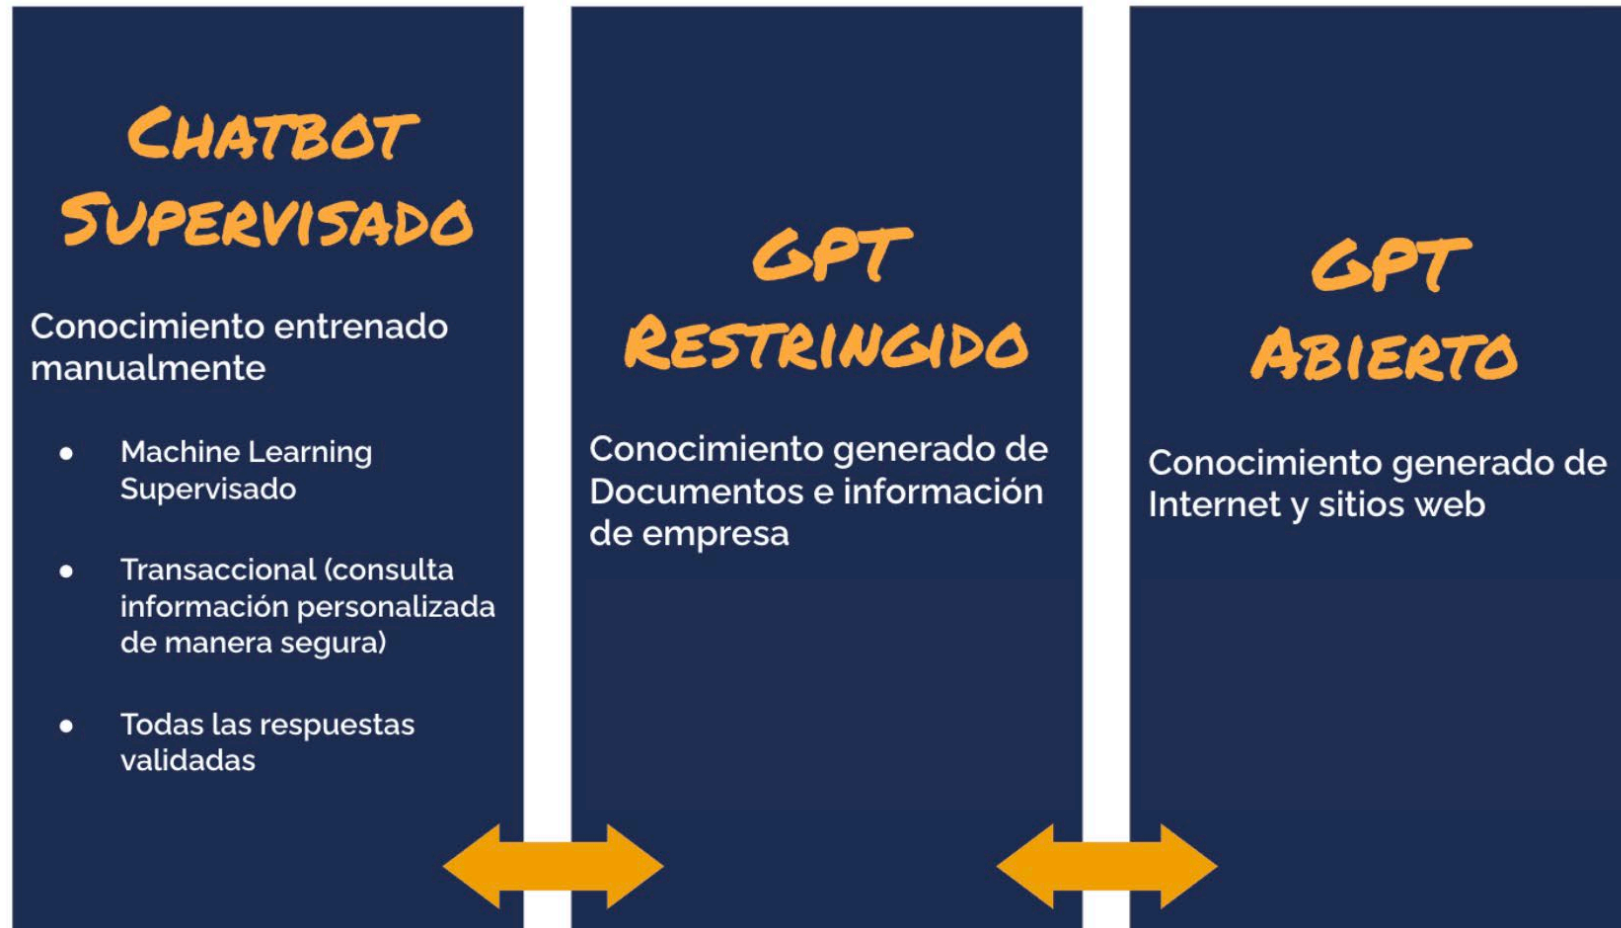 CHATBOT
SUPERVISADO
Conocimiento entrenado
manualmente
● Machine Learning
Supervisado
● Transaccional (consulta
información personalizada
de manera segura)
● Todas las respuestas
validadas
GPT
RESTRINGIDO
Conocimiento generado de
Documentos e información
de empresa
GPT
ABIERTO
Conocimiento generado de
Internet y sitios web